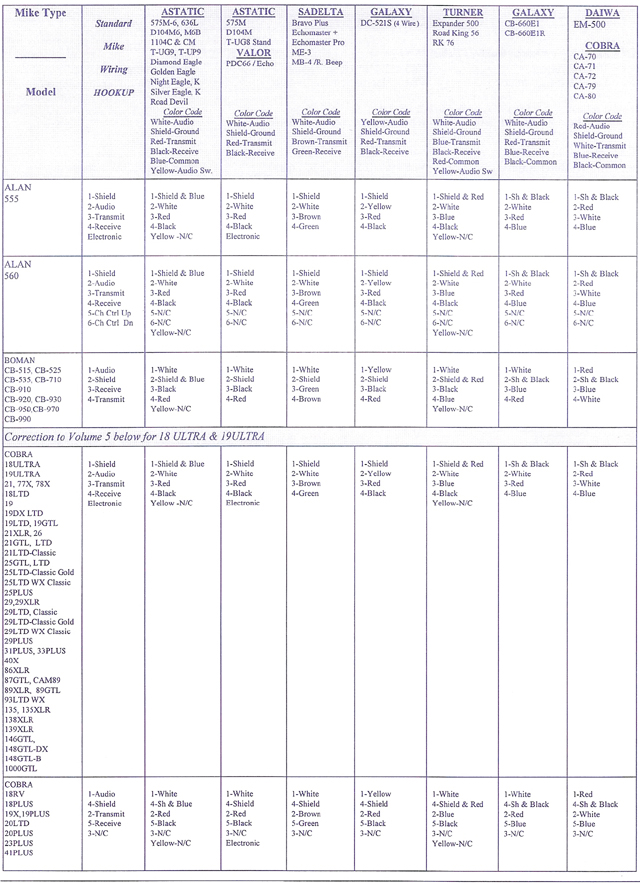 Mike Type
Model
Standard
Mike
Wiring
HOOKUP
ASTATIC
575M-6, 636L
D104M6, M6B
1104C & CM
T-UG9, T-UP9
Diamond Eagle
Golden Eagle
Night Eagle, K
Silver Eagle, K
Road Devil
Color Code
White-Audio
Shield-Ground
Red-Transmit
Black-Receive
Blue-Common
Yellow-Audio Sw.
ASTATIC
575M
D104M
T-UG8 Stand
VALOR
PDC66 / Echo
Color Code
White-Audio
Shield-Ground
Red-Transmit
Black-Receive
SADELTA
Bravo Plus
Echomaster +
Echomaster Pro
ME-3
MB-4 /R. Beep
Color Code
White-Audio
Shield-Ground
Brown-Transmit
Green-Receive
GALAXY
DC-521S (4 Wire)
Color Code
Yellow-Audio
Shield-Ground
Red-Transmit
Black-Receive
TURNER
Expander 500
Road King 56
RK 76
Color Code
White-Audio
Shield-Ground
Blue-Transmit
Black-Receive
Red-Common
Yellow-Audio Sw
GALAXY
CB-660E1
CB-660E1R
Color Code
White-Audio
Shield-Ground
Red-Transmit
Blue-Receive
Black-Common
DAIWA
EM-500
COBRA
CA-70
CA-71
CA-72
CA-79
CA-80
Color Code
Red-Audio
Shield-Ground
White-Transmit
Blue-Receive
Black-Common
ALAN
555
1-Shield
2-Audio
3-Transmit
4-Receive
Electronic
1-Shield & Blue
2-White
3-Red
4-Black
Yellow -N/C
1-Shield
2-White
3-Red
4-Black
Electronic
1-Shield
2-White
3-Brown
4-Green
1-Shield
2-Yellow
3-Red
4-Black
1-Shield & Red
2-White
3-Blue
4-Black
Yellow-N/C
1-Sh & Black
2-White
3-Red
4-Blue
1-Sh & Black
2-Red
3-White
4-Blue
ALAN
560
1-Shield
2-Audio
3-Transmit
4-Receive
5-Ch Ctrl Up
6-Ch Ctrl Dn
1-Shield & Blue
2-White
3-Red
4-Black
5-N/C
6-N/C
Yellow-N/C
1-Shield
2-White
3-Red
4-Black
5-N/C
6-N/C
1-Shield
2-White
3-Brown
4-Green
5-N/C
6-N/C
1-Shield
2-Yellow
3-Red
4-Black
5-N/C
6-N/C
1-Shield & Red
2-White
3-Blue
4-Black
5-N/C
6-N/C
Yellow-N/C
1-Sh & Black
2-White
3-Red
4-Blue
5-N/C
6-N/C
1-Sh & Black
2-Red
3-White
4-Blue
5-N/C
6-N/C
BOMAN
CB-515, CB-525
CB-535, CB-710
CB-910
CB-920, CB-930
CB-950,CB-970
CB-990
1-Audio
2-Shield
3-Receive
4-Transmit
1-White
2-Shield & Blue
3-Black
4-Red
Yellow-N/C
1-White
2-Shield
3-Black
4-Red
1-White
2-Shield
3-Green
4-Brown
1-Yellow
2-Shield
3-Black
4-Red
1-White
2-Shield & Red
3-Black
4-Blue
Yellow-N/C
1-White
2-Sh & Black
3-Blue
4-Red
1-Red
2-Sh & Black
3-Blue
4-White
Correction to Volume 5 below for 18 ULTRA & 19ULTRA
COBRA
18ULTRA
19ULTRA
21, 77X, 78X
18LTD
19
19DX LTD
19LTD, 19GTL
21XLR, 26
21GTL, LTD
21LTD-Classic
25GTL, LTD
25LTD-Classic Gold
25LTD WX Classic
25PLUS
29,29XLR
29LTD, Classic
29LTD-Classic Gold
29LTD WX Classic
29PLUS
31PLUS, 33PLUS
40X
86XLR
87GTL, CAM89
89XLR, 89GTL
93LTD WX
135, 135XLR
138XLR
139XLR
146GTL,
148GTL-DX
148GTL-B
1000GTL
1-Shield
2-Audio
3-Transmit
4-Receive
Electronic
1-Shield & Blue
2-White
3-Red
4-Black
Yellow -N/C
1-Shield
2-White
3-Red
4-Black
Electronic
1-Shield
2-White
3-Brown
4-Green
1-Shield
2-Yellow
3-Red
4-Black
1-Shield & Red
2-White
3-Blue
4-Black
Yellow-N/C
1-Sh & Black
2-White
3-Red
4-Blue
1-Sh & Black
2-Red
3-White
4-Blue
COBRA
18RV
18PLUS
19X,19PLUS
20LTD
20PLUS
23PLUS
41PLUS
1-Audio
4-Shield
2-Transmit
5-Receive
3-N/C
1-White
4-Sh & Blue
2-Red
5-Black
3-N/C
Yellow-N/C
1-White
4-Shield
2-Red
5-Black
3-N/C
Electronic
1-White
4-Shield
2-Brown
5-Green
3-N/C
1-Yellow
4-Shield
2-Red
5-Black
3-N/C
1-White
4-Shield & Red
2-Blue
5-Black
3-N/C
Yellow-N/C
1-White
4-Sh & Black
2-Red
5-Blue
3-N/C
1-Red
4-Sh & Black
2-White
5-Blue
3-N/C